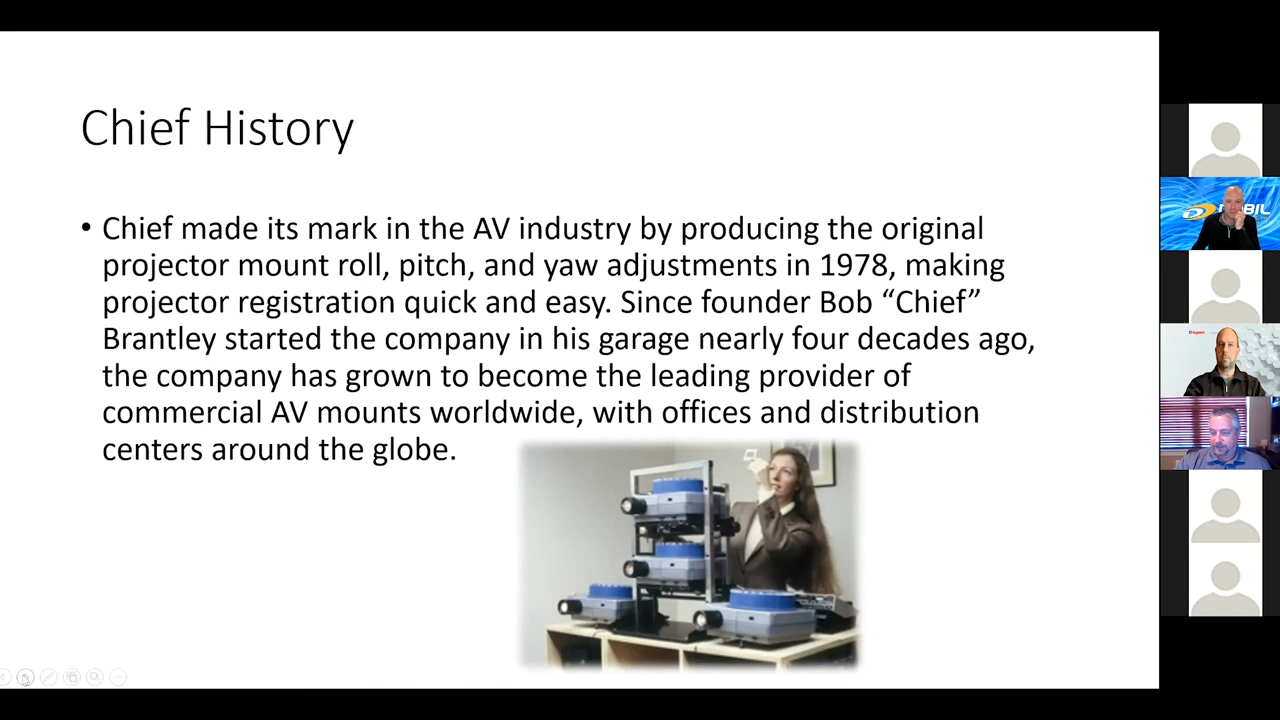 Chief History
• Chief made its mark in the AV industry by producing the original
projector mount roll, pitch, and yaw adjustments in 1978, making
projector registration quick and easy. Since founder Bob “Chief”
Brantley started the company in his garage nearly four decades ago,
the company has grown to become the leading provider of
commercial AV mounts worldwide, with offices and distribution
centers around the globe.